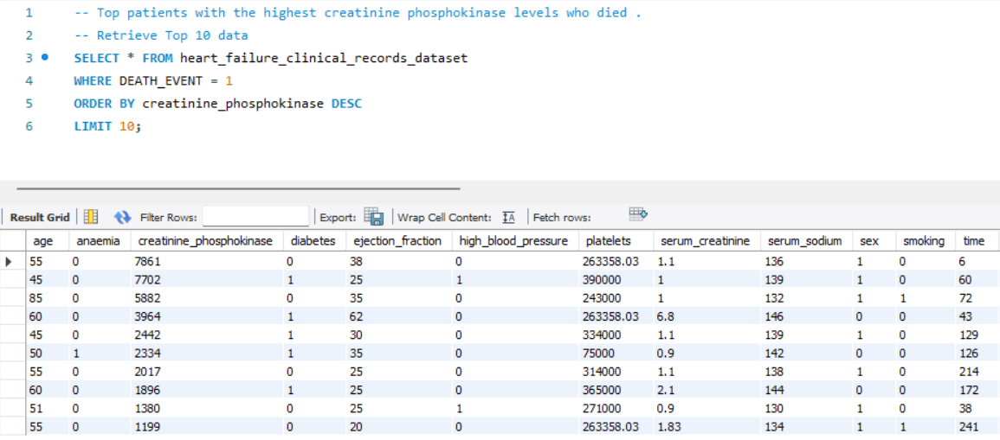 1 -- Top patients with the highest creatinine phosphokinase levels who died .
2 -- Retrieve Top 10 data
3 SELECT * FROM heart_failure_clinical_records_dataset
4 WHERE DEATH_EVENT = 1
5 ORDER BY creatinine_phosphokinase DESC
6 LIMIT 10;
Result Grid Filter Rows: Export: Wrap Cell Content: IA Fetch rows:
age anaemia creatinine_phosphokinase diabetes ejection_fraction high_blood_pressure platelets serum_creatinine serum_sodium sex smoking time
55 0 7861 0 38 0 263358.03 1.1 136 1 0 6
45 0 7702 1 25 1 390000 1 139 1 0 60
85 0 5882 0 35 0 243000 1 132 1 1 72
60 0 3964 1 62 0 263358.03 6.8 146 0 0 43
45 0 2442 1 30 0 334000 1.1 139 1 0 129
50 1 2334 1 35 0 75000 0.9 142 0 0 126
55 0 2017 0 25 0 314000 1.1 138 1 0 214
60 0 1896 1 25 0 365000 2.1 144 0 0 172
51 0 1380 0 25 1 271000 0.9 130 1 0 38
55 0 1199 0 20 0 263358.03 1.83 134 1 1 241